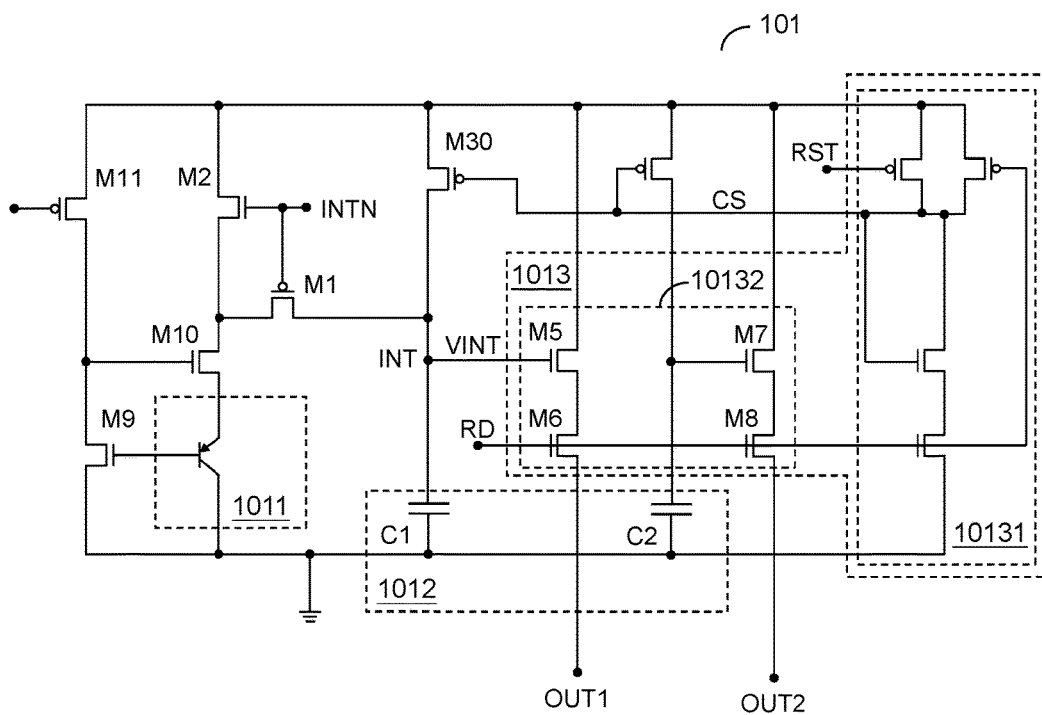 101
M30
RST
M11
M2
INTN
CS
1013
10132
M1
M10
INT
VINT
M5
M7
M9
RD
M6
M8
1011
C1
C2
10131
1012
OUT1
OUT2